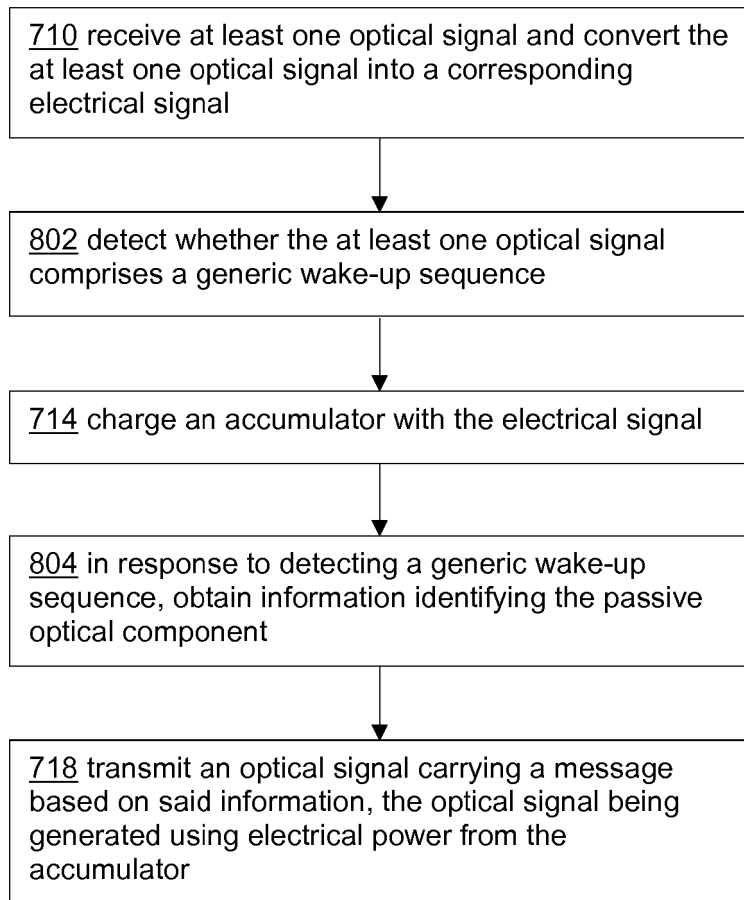 710 receive at least one optical signal and convert the
at least one optical signal into a corresponding
electrical signal
802 detect whether the at least one optical signal
comprises a generic wake-up sequence
714 charge an accumulator with the electrical signal
804 in response to detecting a generic wake-up
sequence, obtain information identifying the passive
optical component
718 transmit an optical signal carrying a message
based on said information, the optical signal being
generated using electrical power from the
accumulator